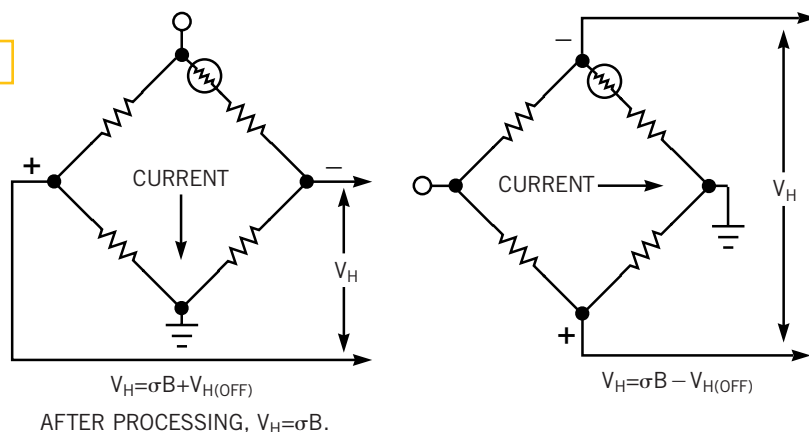 +
CURRENT
−
V_H
V_H=σB+V_H(OFF)
AFTER PROCESSING, V_H=σB.
−
CURRENT
V_H
+
V_H=σB−V_H(OFF)